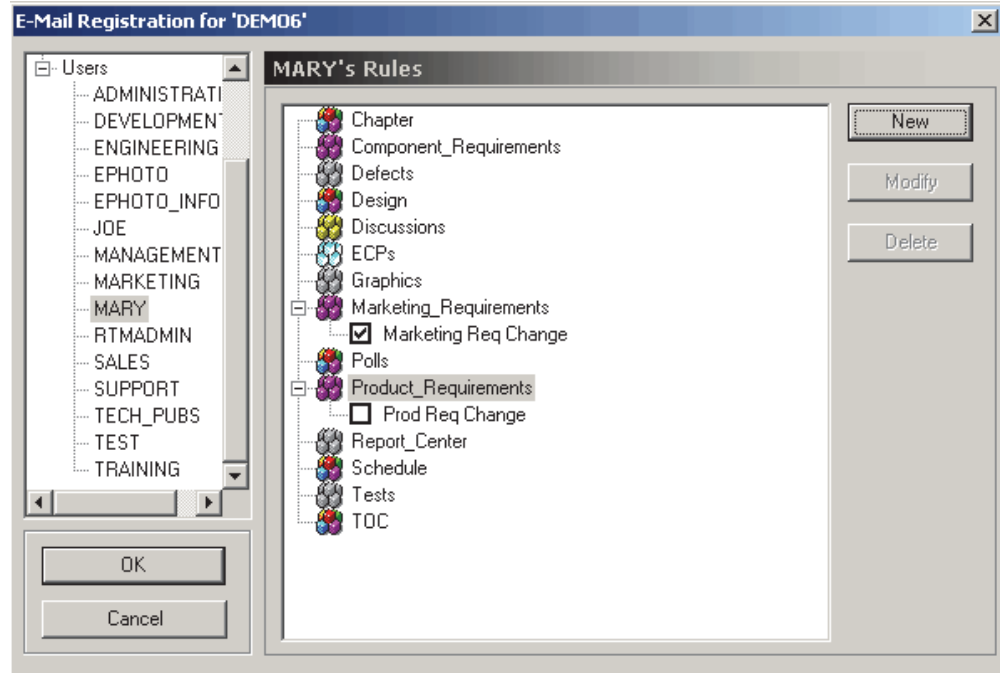 E-Mail Registration for 'DEMO6'
Users
ADMINISTRATI
DEVELOPMENT
ENGINEERING
EPHOTO
EPHOTO_INFO
JOE
MANAGEMENT
MARKETING
MARY
RTMADMIN
SALES
SUPPORT
TECH_PUBS
TEST
TRAINING
OK
Cancel
MARY's Rules
Chapter
Component_Requirements
Defects
Design
Discussions
ECPs
Graphics
Marketing_Requirements
Marketing Req Change
Polls
Product_Requirements
Prod Req Change
Report_Center
Schedule
Tests
TOC
New
Modify
Delete